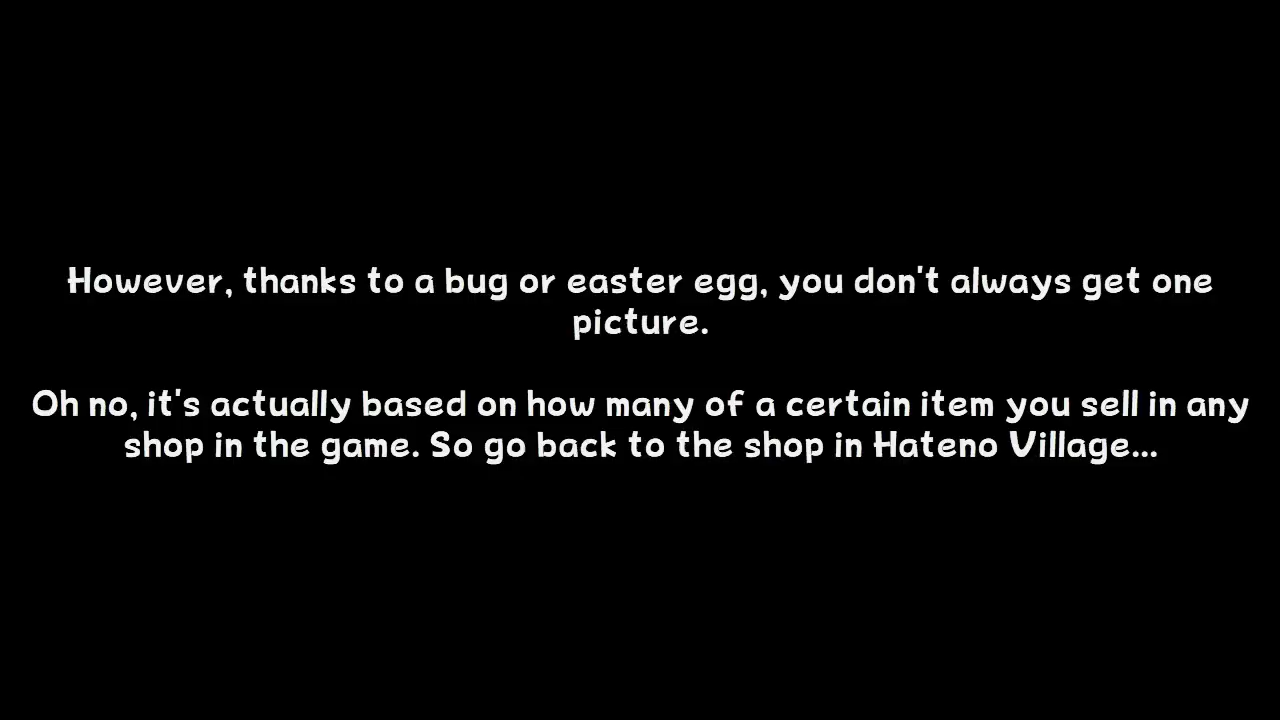 However, thanks to a bug or easter egg, you don't always get one
picture.
Oh no, it's actually based on how many of a certain item you sell in any
shop in the game. So go back to the shop in Hateno Village...